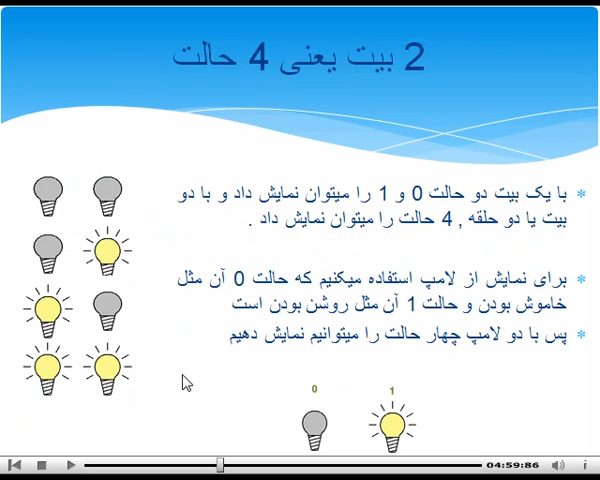 2 بیت یعنی 4 حالت
با یک بیت دو حالت 0 و 1 را میتوان نمایش داد و با دو
بیت یا دو حلقه , 4 حالت را میتوان نمایش داد .
برای نمایش از لامپ استفاده میکنیم که حالت 0 آن مثل
خاموش بودن و حالت 1 آن مثل روشن بودن است
پس با دو لامپ چهار حالت را میتوانیم نمایش دهیم
0
1
04:59:86
i